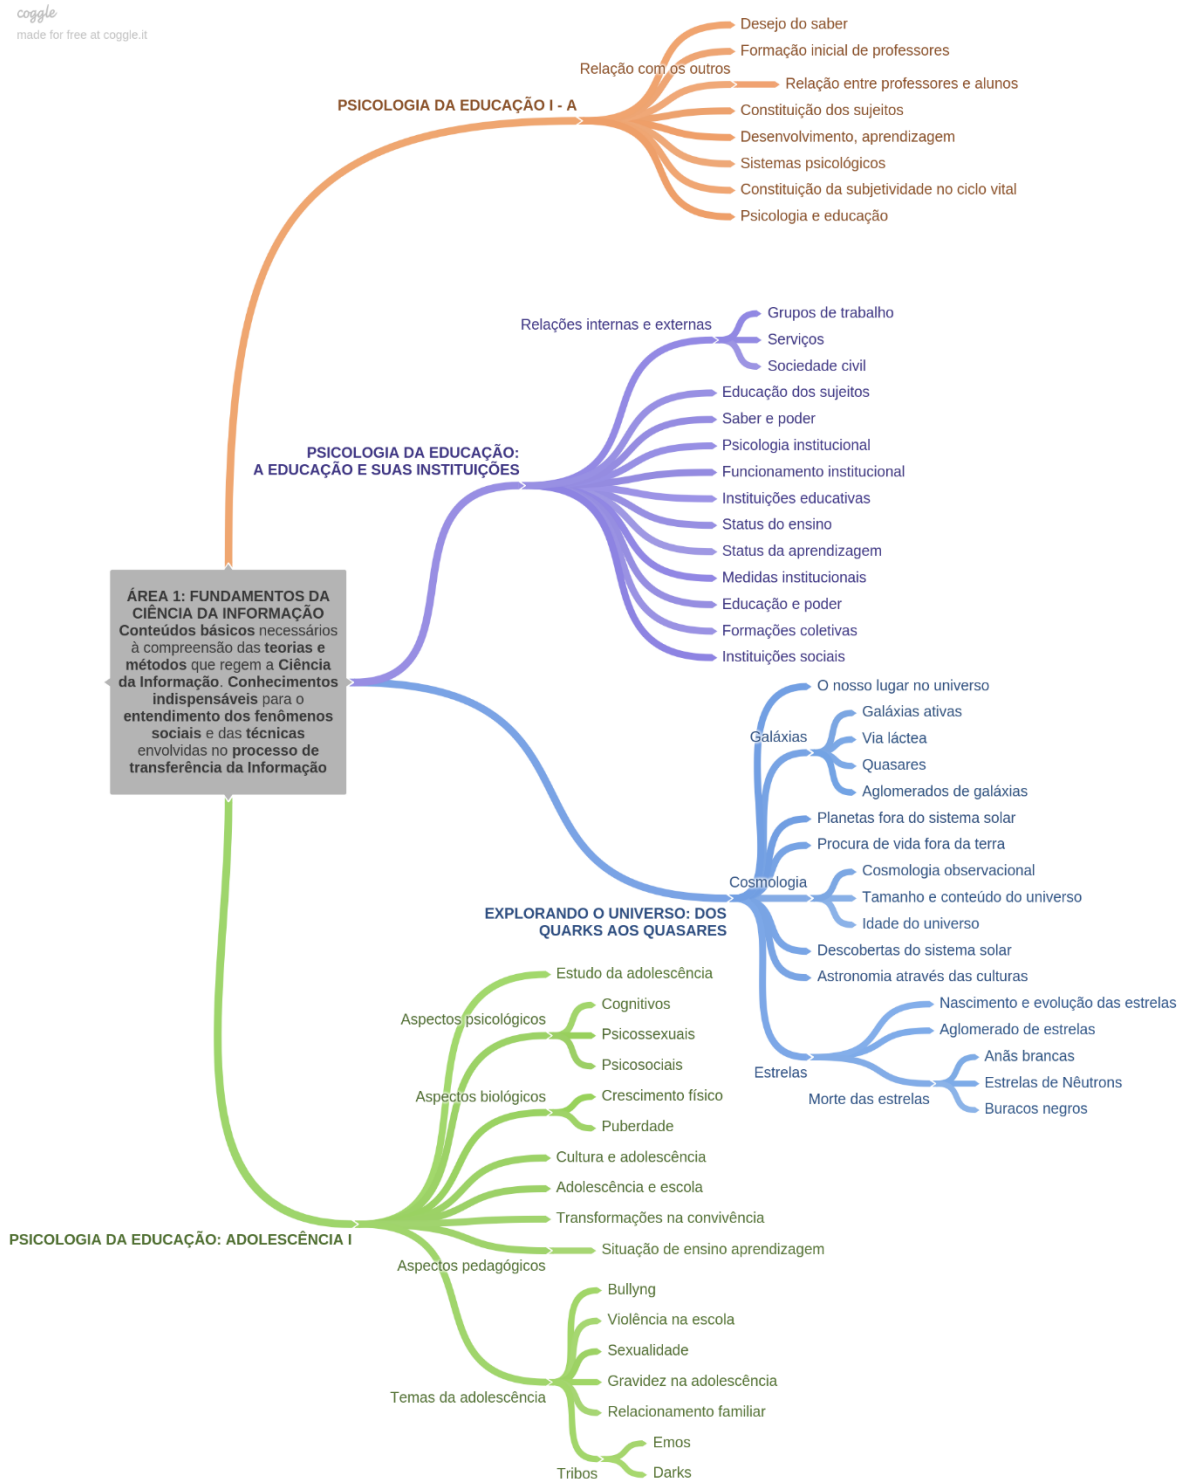 coggle
made for free at coggle.it
Desejo do saber
Formação inicial de professores
Relação com os outros
Relação entre professores e alunos
PSICOLOGIA DA EDUCAÇÃO I - A
Constituição dos sujeitos
Desenvolvimento, aprendizagem
Sistemas psicológicos
Constituição da subjetividade no ciclo vital
Psicologia e educação
Relações internas e externas
Grupos de trabalho
Serviços
Sociedade civil
Educação dos sujeitos
Saber e poder
PSICOLOGIA DA EDUCAÇÃO:
A EDUCAÇÃO E SUAS INSTITUIÇÕES
Psicologia institucional
Funcionamento institucional
Instituições educativas
Status do ensino
Status da aprendizagem
Medidas institucionais
Educação e poder
Formações coletivas
Instituições sociais
ÁREA 1: FUNDAMENTOS DA
CIÊNCIA DA INFORMAÇÃO
Conteúdos básicos necessários
à compreensão das teorias e
métodos que regem a Ciência
da Informação. Conhecimentos
indispensáveis para o
entendimento dos fenômenos
sociais e das técnicas
envolvidas no processo de
transferência da Informação
O nosso lugar no universo
Galáxias
Galáxias ativas
Via láctea
Quasares
Aglomerados de galáxias
Planetas fora do sistema solar
Procura de vida fora da terra
Cosmologia
Cosmologia observacional
Tamanho e conteúdo do universo
Idade do universo
EXPLORANDO O UNIVERSO: DOS
QUARKS AOS QUASARES
Descobertas do sistema solar
Astronomia através das culturas
Estrelas
Nascimento e evolução das estrelas
Aglomerado de estrelas
Morte das estrelas
Anãs brancas
Estrelas de Nêutrons
Buracos negros
Estudo da adolescência
Aspectos psicológicos
Cognitivos
Psicossexuais
Psicosociais
Aspectos biológicos
Crescimento físico
Puberdade
Cultura e adolescência
Adolescência e escola
Transformações na convivência
PSICOLOGIA DA EDUCAÇÃO: ADOLESCÊNCIA I
Aspectos pedagógicos
Situação de ensino aprendizagem
Temas da adolescência
Bullyng
Violência na escola
Sexualidade
Gravidez na adolescência
Relacionamento familiar
Tribos
Emos
Darks